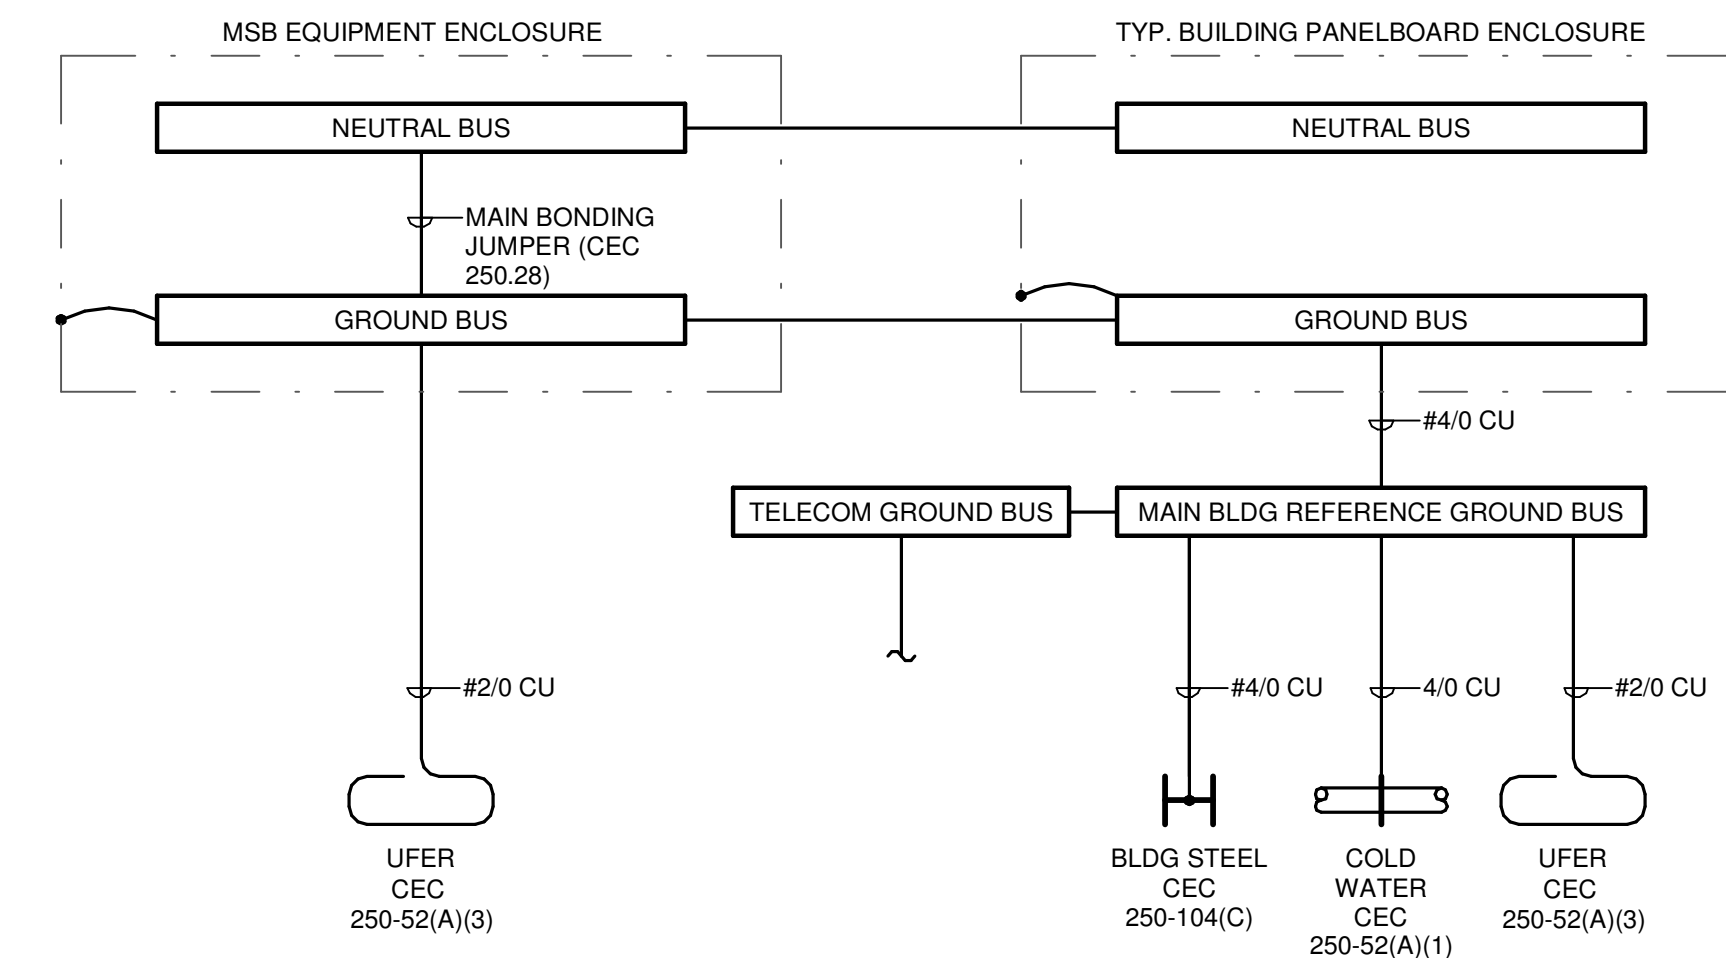 MSB EQUIPMENT ENCLOSURE
TYP. BUILDING PANELBOARD ENCLOSURE
NEUTRAL BUS
NEUTRAL BUS
MAIN BONDING
JUMPER (CEC
250.28)
GROUND BUS
GROUND BUS
#4/0 CU
TELECOM GROUND BUS
MAIN BLDG REFERENCE GROUND BUS
#2/0 CU
#4/0 CU
4/0 CU
#2/0 CU
UFER
CEC
250-52(A)(3)
BLDG STEEL
CEC
250-104(C)
COLD
WATER
CEC
250-52(A)(1)
UFER
CEC
250-52(A)(3)